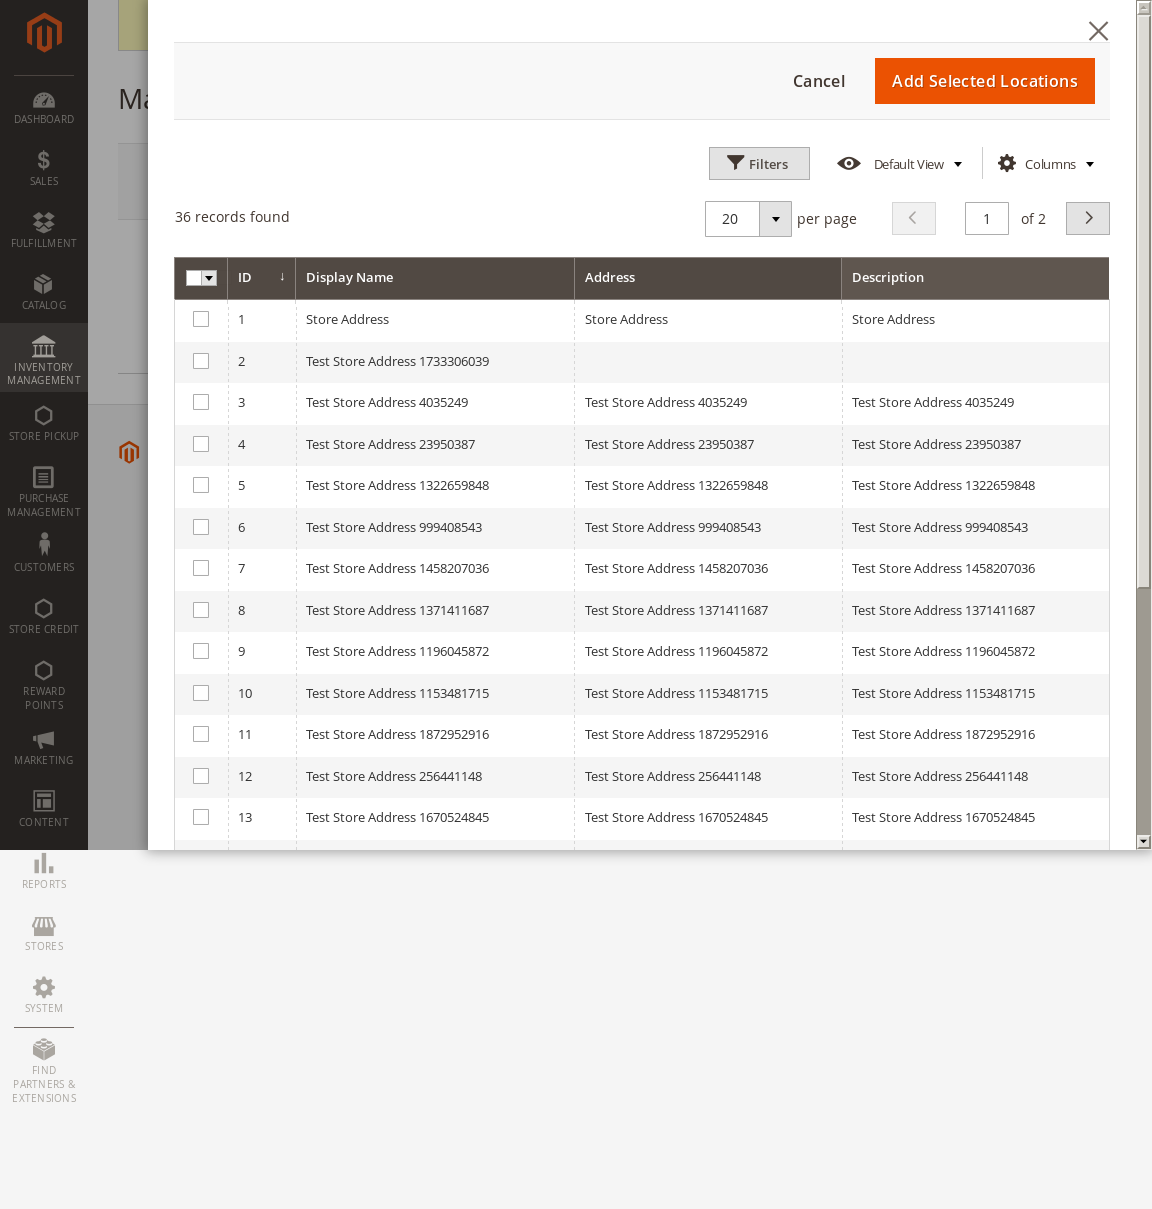 DASHBOARD
SALES
FULFILLMENT
CATALOG
INVENTORY
MANAGEMENT
STORE PICKUP
PURCHASE
MANAGEMENT
CUSTOMERS
STORE CREDIT
REWARD
POINTS
MARKETING
CONTENT
REPORTS
STORES
SYSTEM
FIND
PARTNERS &
EXTENSIONS
Ma
Cancel Add Selected Locations
Filters Default View Columns
36 records found 20 per page 1 of 2
ID ↓ Display Name Address Description
1 Store Address Store Address Store Address
2 Test Store Address 1733306039
3 Test Store Address 4035249 Test Store Address 4035249 Test Store Address 4035249
4 Test Store Address 23950387 Test Store Address 23950387 Test Store Address 23950387
5 Test Store Address 1322659848 Test Store Address 1322659848 Test Store Address 1322659848
6 Test Store Address 999408543 Test Store Address 999408543 Test Store Address 999408543
7 Test Store Address 1458207036 Test Store Address 1458207036 Test Store Address 1458207036
8 Test Store Address 1371411687 Test Store Address 1371411687 Test Store Address 1371411687
9 Test Store Address 1196045872 Test Store Address 1196045872 Test Store Address 1196045872
10 Test Store Address 1153481715 Test Store Address 1153481715 Test Store Address 1153481715
11 Test Store Address 1872952916 Test Store Address 1872952916 Test Store Address 1872952916
12 Test Store Address 256441148 Test Store Address 256441148 Test Store Address 256441148
13 Test Store Address 1670524845 Test Store Address 1670524845 Test Store Address 1670524845